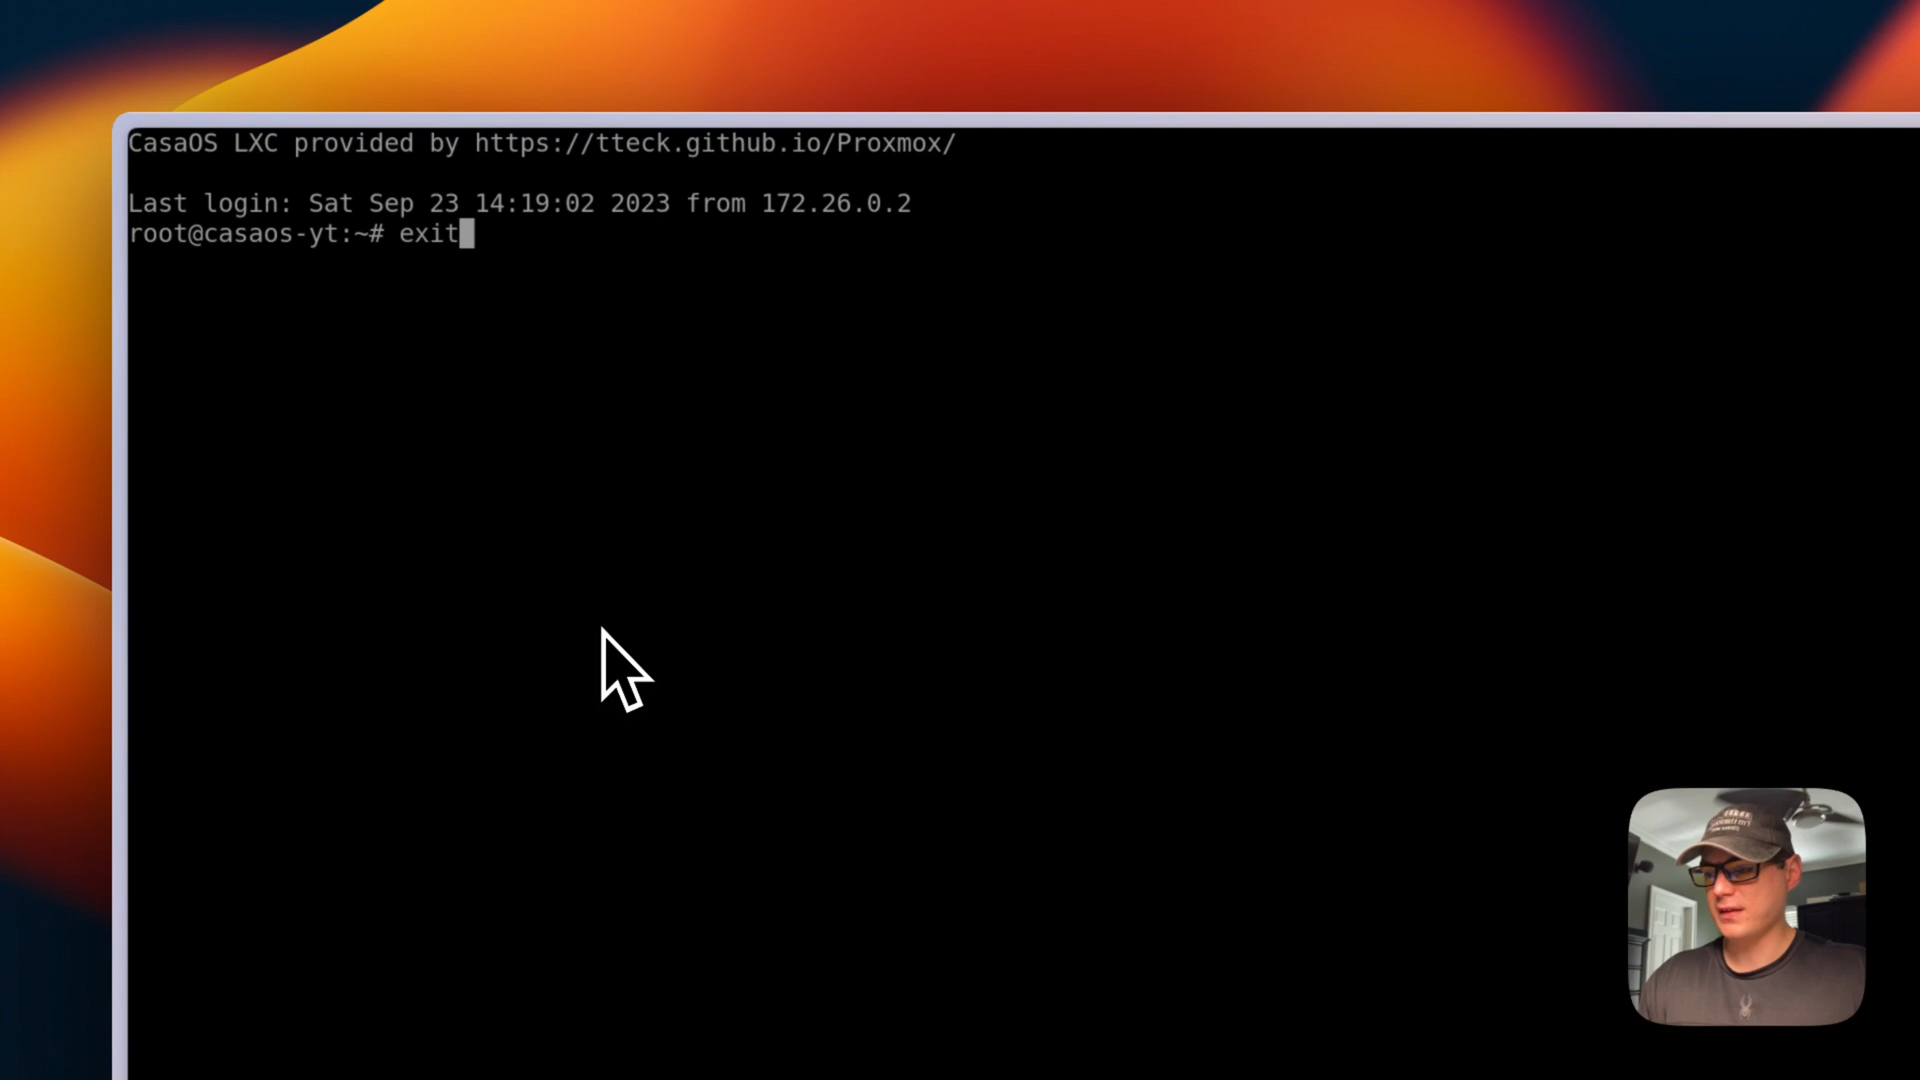 CasaOS LXC provided by https://tteck.github.io/Proxmox/
Last login: Sat Sep 23 14:19:02 2023 from 172.26.0.2
root@casaos-yt:~# exit